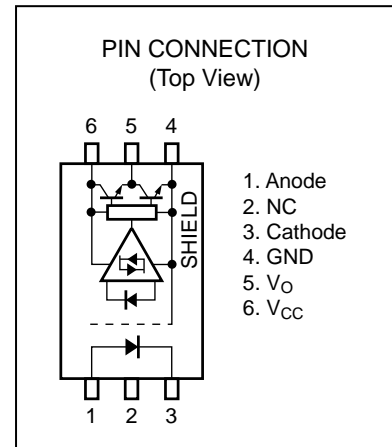 PIN CONNECTION
(Top View)
6 5 4
SHIELD
1 2 3
1. Anode
2. NC
3. Cathode
4. GND
5. VO
6. VCC